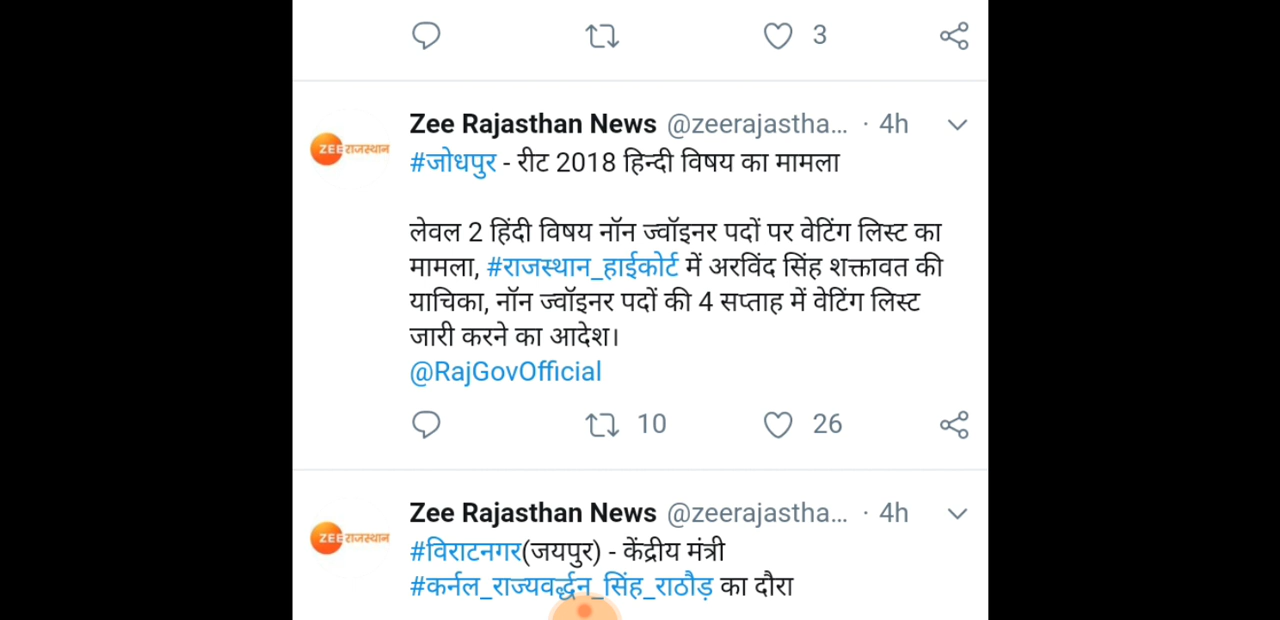 3
Zee Rajasthan News @zeerajastha... · 4h
ZEE राजस्थान
#जोधपुर - रीट 2018 हिन्दी विषय का मामला
लेवल 2 हिंदी विषय नॉन ज्वॉइनर पदों पर वेटिंग लिस्ट का
मामला, #राजस्थान_हाईकोर्ट में अरविंद सिंह शक्तावत की
याचिका, नॉन ज्वॉइनर पदों की 4 सप्ताह में वेटिंग लिस्ट
जारी करने का आदेश।
@RajGovOfficial
10 26
Zee Rajasthan News @zeerajastha... · 4h
ZEE राजस्थान
#विराटनगर(जयपुर) - केंद्रीय मंत्री
#कर्नल_राज्यवर्द्धन_सिंह_राठौड़ का दौरा